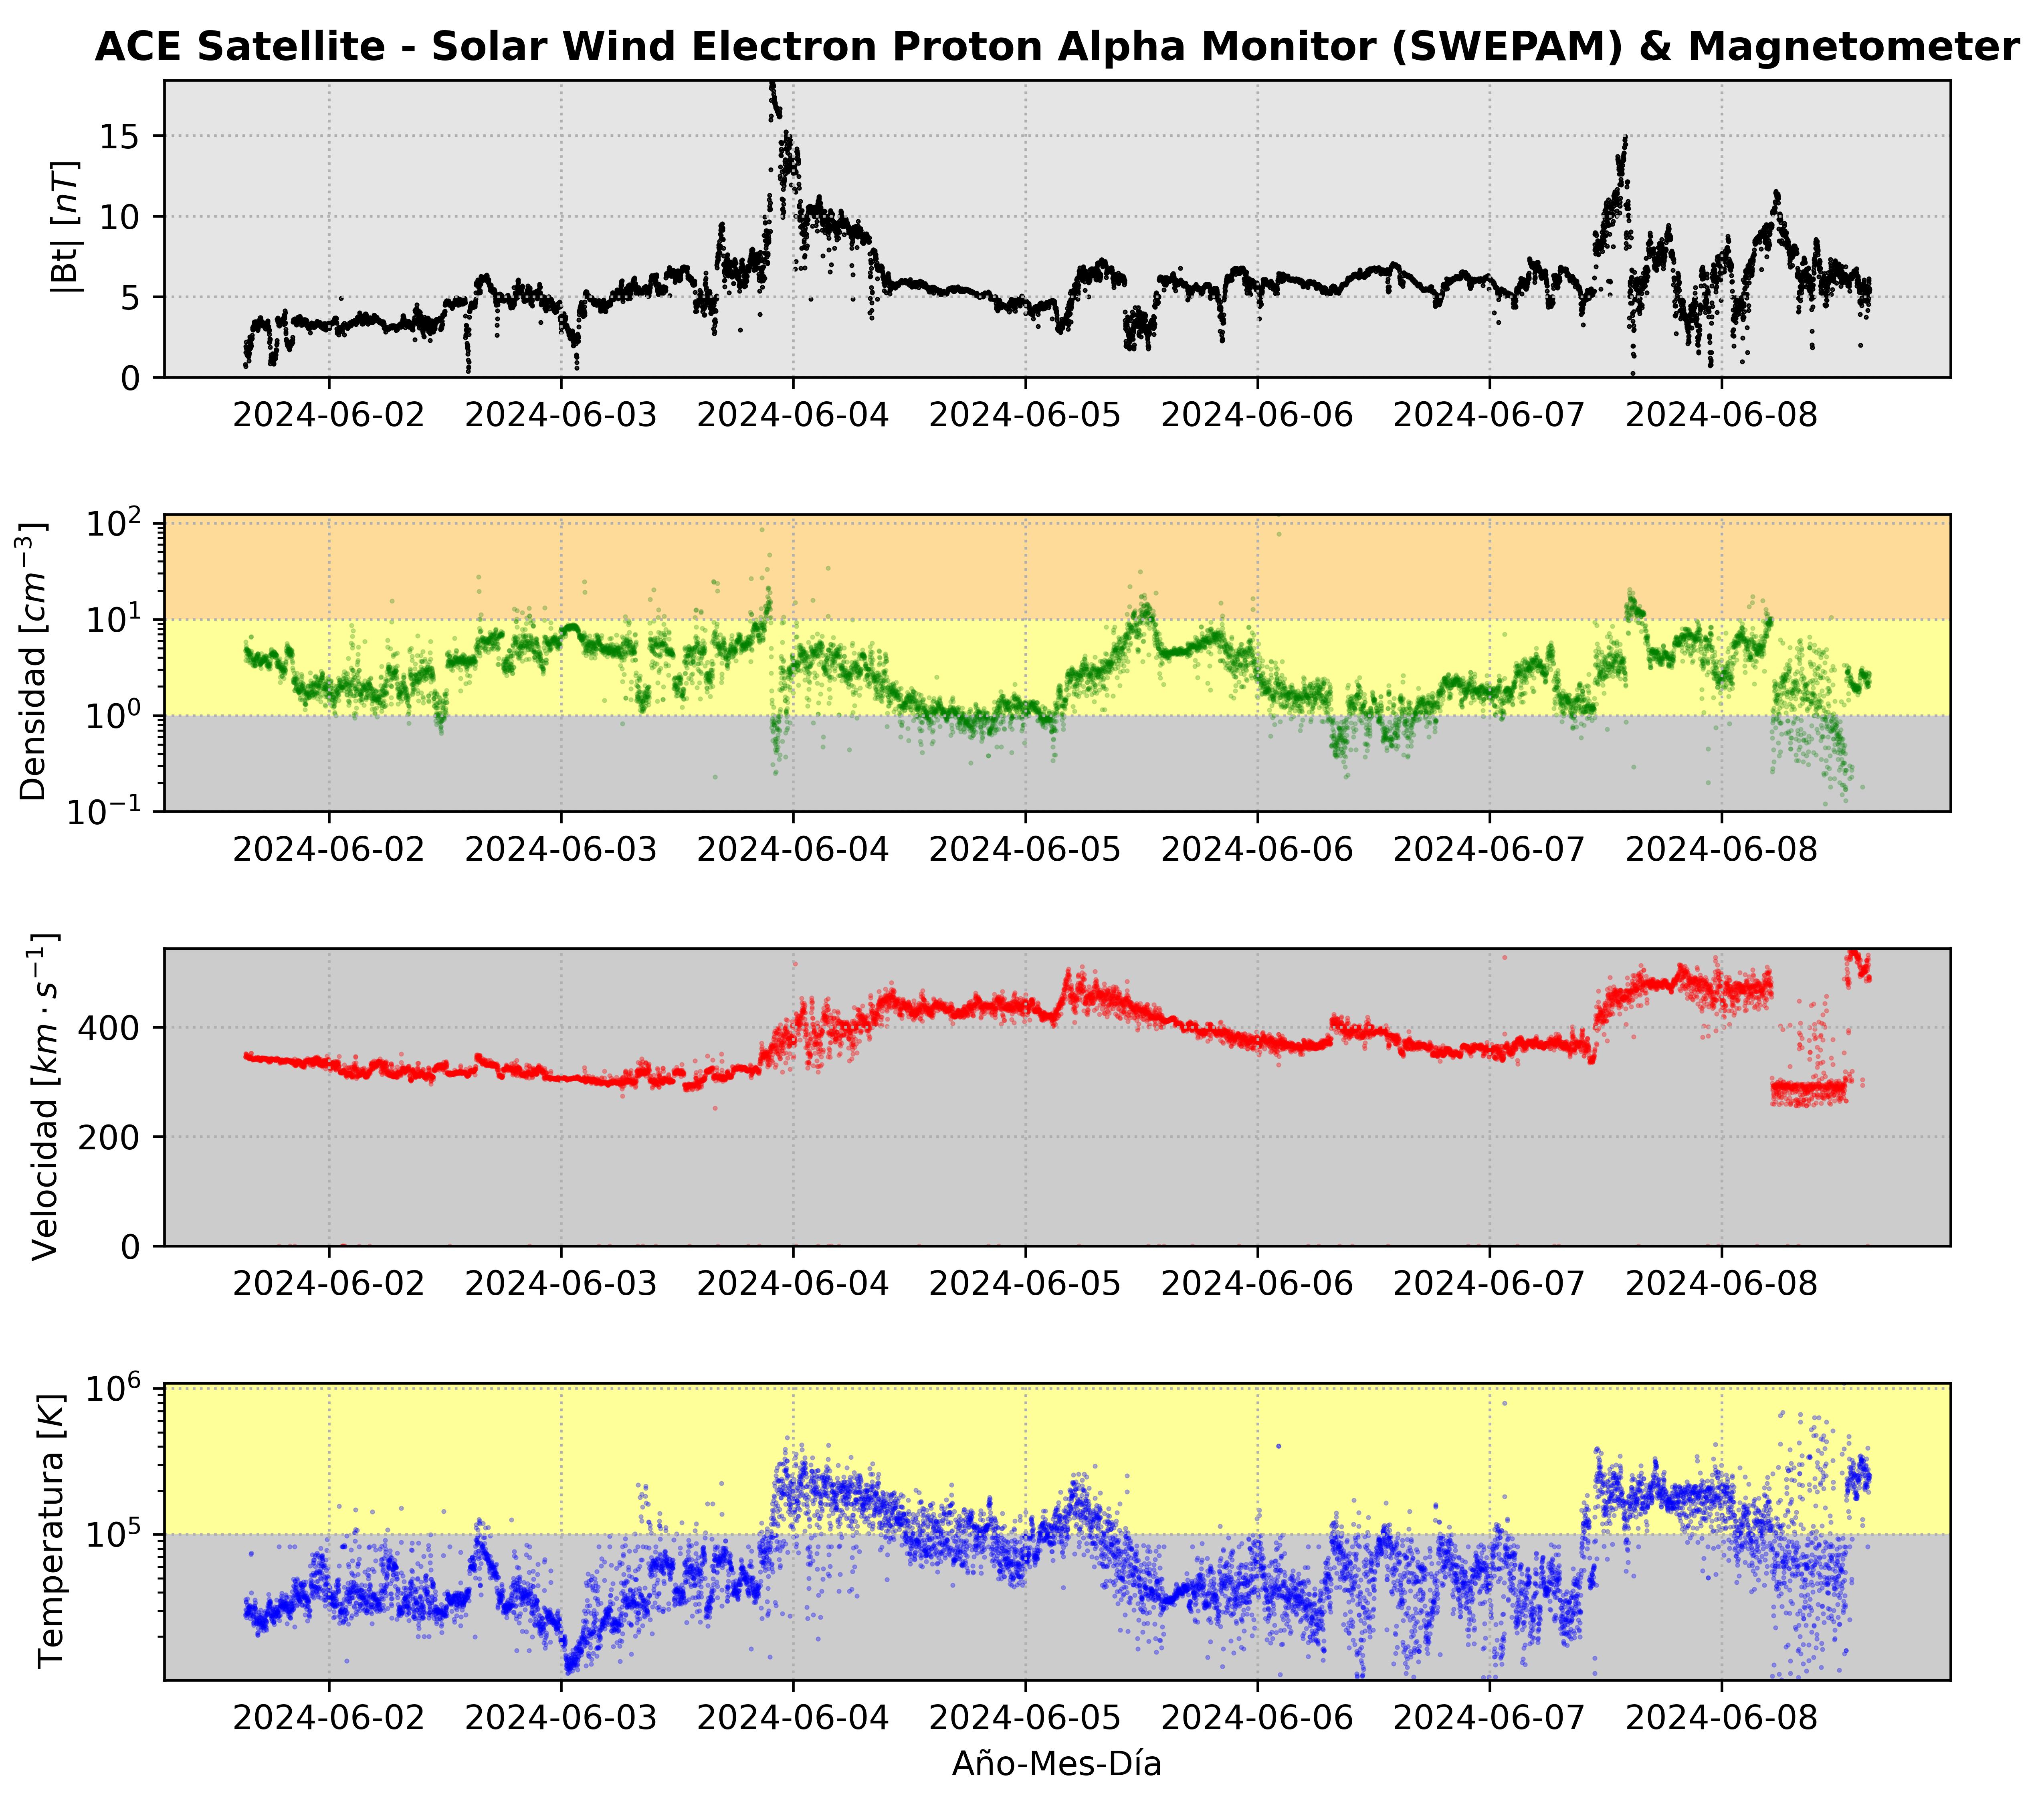 ACE Satellite - Solar Wind Electron Proton Alpha Monitor (SWEPAM) & Magnetometer
|Bt| [nT]
15
10
5
0
2024-06-02 2024-06-03 2024-06-04 2024-06-05 2024-06-06 2024-06-07 2024-06-08
Densidad [cm⁻³]
10²
10¹
10⁰
10⁻¹
2024-06-02 2024-06-03 2024-06-04 2024-06-05 2024-06-06 2024-06-07 2024-06-08
Velocidad [km · s⁻¹]
400
200
0
2024-06-02 2024-06-03 2024-06-04 2024-06-05 2024-06-06 2024-06-07 2024-06-08
Temperatura [K]
10⁶
10⁵
2024-06-02 2024-06-03 2024-06-04 2024-06-05 2024-06-06 2024-06-07 2024-06-08
Año-Mes-Día